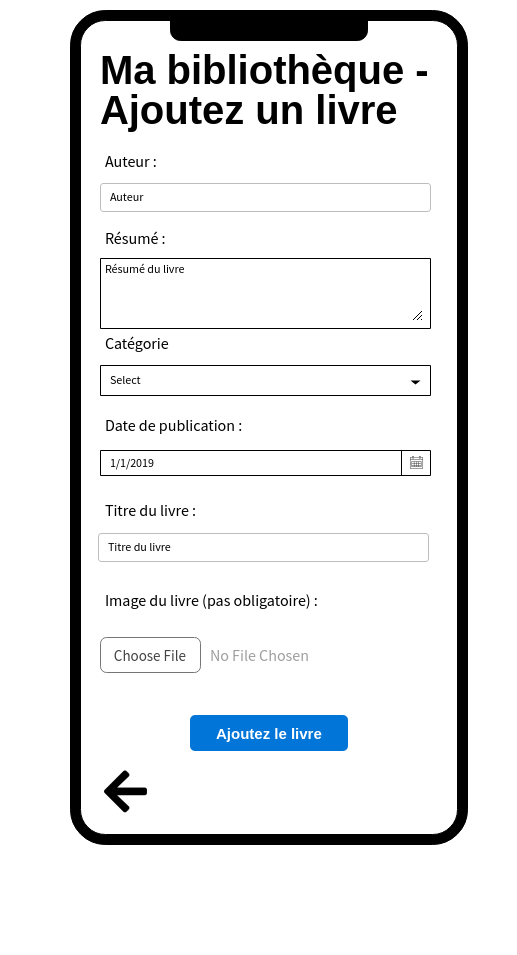 Ma bibliothèque -
Ajoutez un livre
Auteur :
Auteur
Résumé :
Résumé du livre
Catégorie
Select
Date de publication :
1/1/2019
Titre du livre :
Titre du livre
Image du livre (pas obligatoire) :
Choose File No File Chosen
Ajoutez le livre